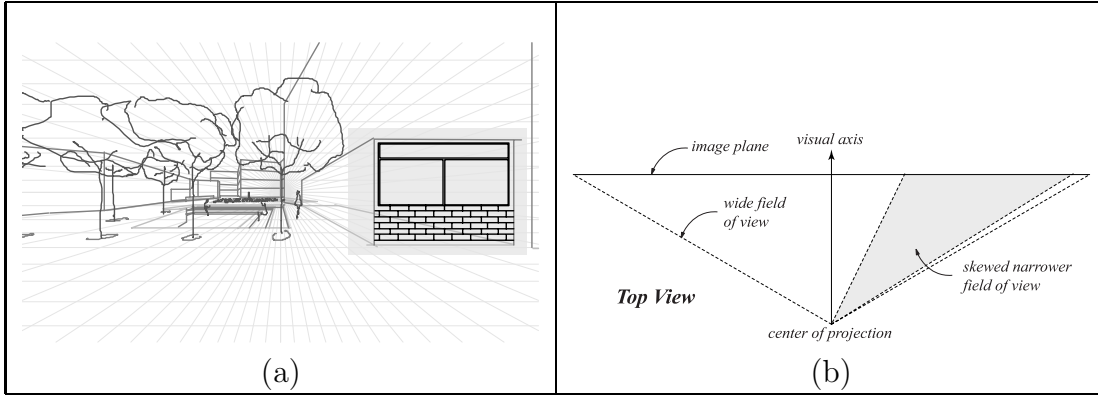 (a)
image plane
visual axis
wide field
of view
skewed narrower
field of view
Top View
center of projection
(b)